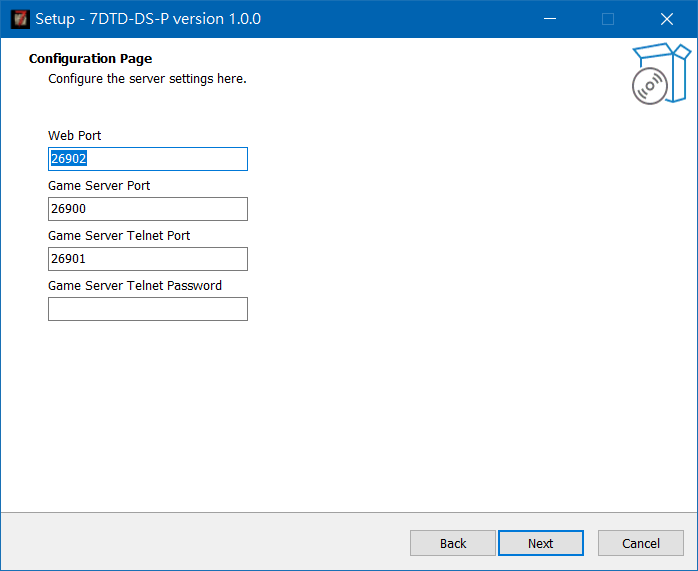 Setup - 7DTD-DS-P version 1.0.0
Configuration Page
Configure the server settings here.
Web Port
26902
Game Server Port
26900
Game Server Telnet Port
26901
Game Server Telnet Password
Back Next Cancel